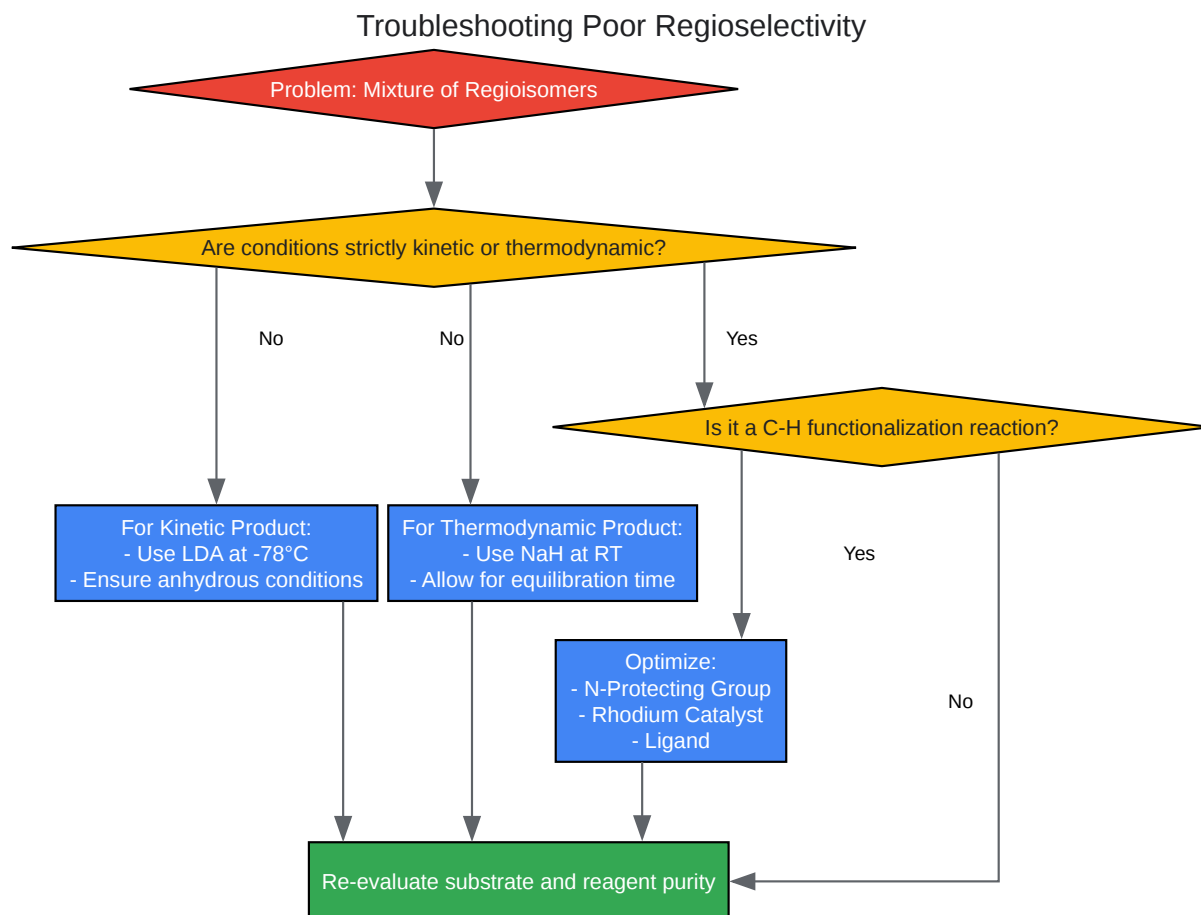 Troubleshooting Poor Regioselectivity
Problem: Mixture of Regioisomers
Are conditions strictly kinetic or thermodynamic?
No
No
Yes
Is it a C-H functionalization reaction?
For Kinetic Product:
- Use LDA at -78°C
- Ensure anhydrous conditions
For Thermodynamic Product:
- Use NaH at RT
- Allow for equilibration time
Yes
No
Optimize:
- N-Protecting Group
- Rhodium Catalyst
- Ligand
Re-evaluate substrate and reagent purity